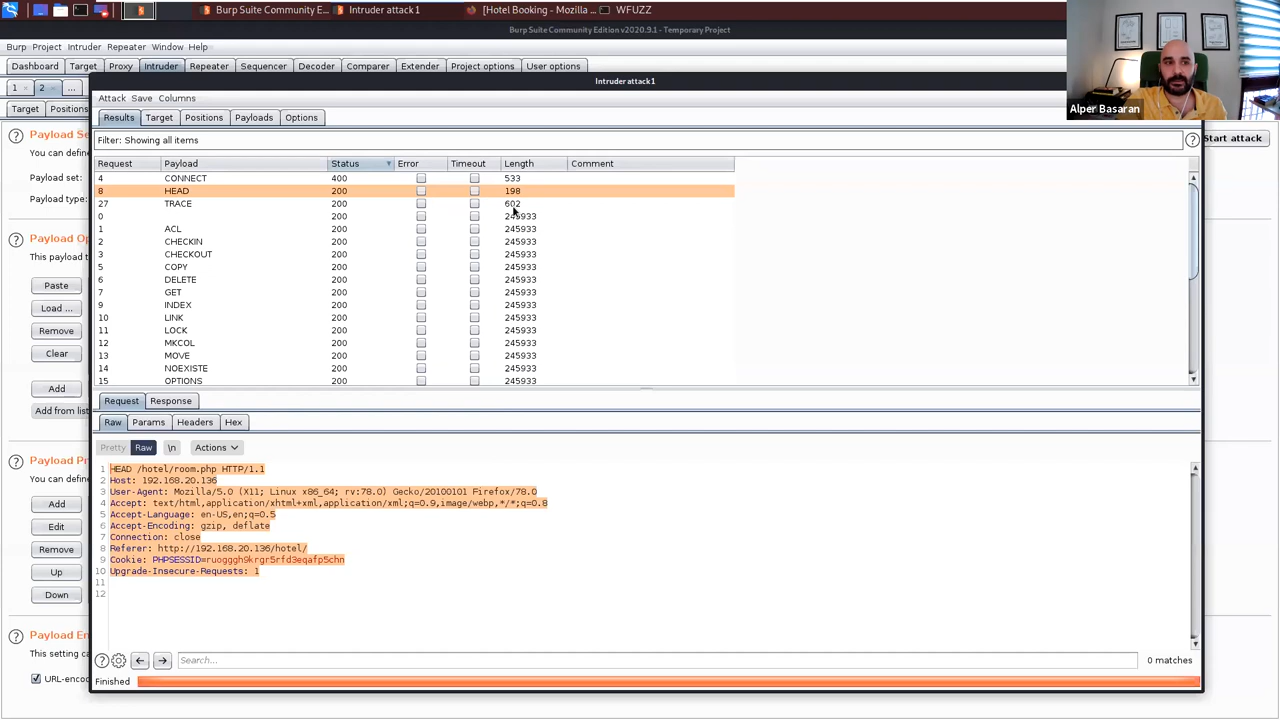 Burp Suite Community E...
Intruder attack1
[Hotel Booking - Mozilla ...
WFUZZ
Burp Suite Community Edition v2020.9.1 - Temporary Project
Burp Project Intruder Repeater Window Help
Dashboard Target Proxy Intruder Repeater Sequencer Decoder Comparer Extender Project options User options
Alper Basaran
Intruder attack1
1 × 2 × ...
Attack Save Columns
Target Positions
Results Target Positions Payloads Options
Payload Se
Filter: Showing all items
Start attack
You can define
Request Payload Status Error Timeout Length Comment
Payload set:
4 CONNECT 400 533
8 HEAD 200 198
Payload type:
27 TRACE 200 602
0 200 245933
1 ACL 200 245933
Payload Op
2 CHECKIN 200 245933
3 CHECKOUT 200 245933
This payload t
5 COPY 200 245933
6 DELETE 200 245933
Paste
7 GET 200 245933
9 INDEX 200 245933
Load ...
10 LINK 200 245933
11 LOCK 200 245933
Remove
12 MKCOL 200 245933
Clear
13 MOVE 200 245933
14 NOEXISTE 200 245933
15 OPTIONS 200 245933
Add
Request Response
Add from list
Raw Params Headers Hex
Pretty Raw \n Actions
Payload Pr
You can define
Add
Edit
Remove
Up
Down
1 HEAD /hotel/room.php HTTP/1.1
2 Host: 192.168.20.136
3 User-Agent: Mozilla/5.0 (X11; Linux x86_64; rv:78.0) Gecko/20100101 Firefox/78.0
4 Accept: text/html,application/xhtml+xml,application/xml;q=0.9,image/webp,*/*;q=0.8
5 Accept-Language: en-US,en;q=0.5
6 Accept-Encoding: gzip, deflate
7 Connection: close
8 Referer: http://192.168.20.136/hotel/
9 Cookie: PHPSESSID=ruogggh9krgr5rfd3eqafp5chn
10 Upgrade-Insecure-Requests: 1
11
12
Payload En
This setting ca
Search...
0 matches
URL-enco
Finished